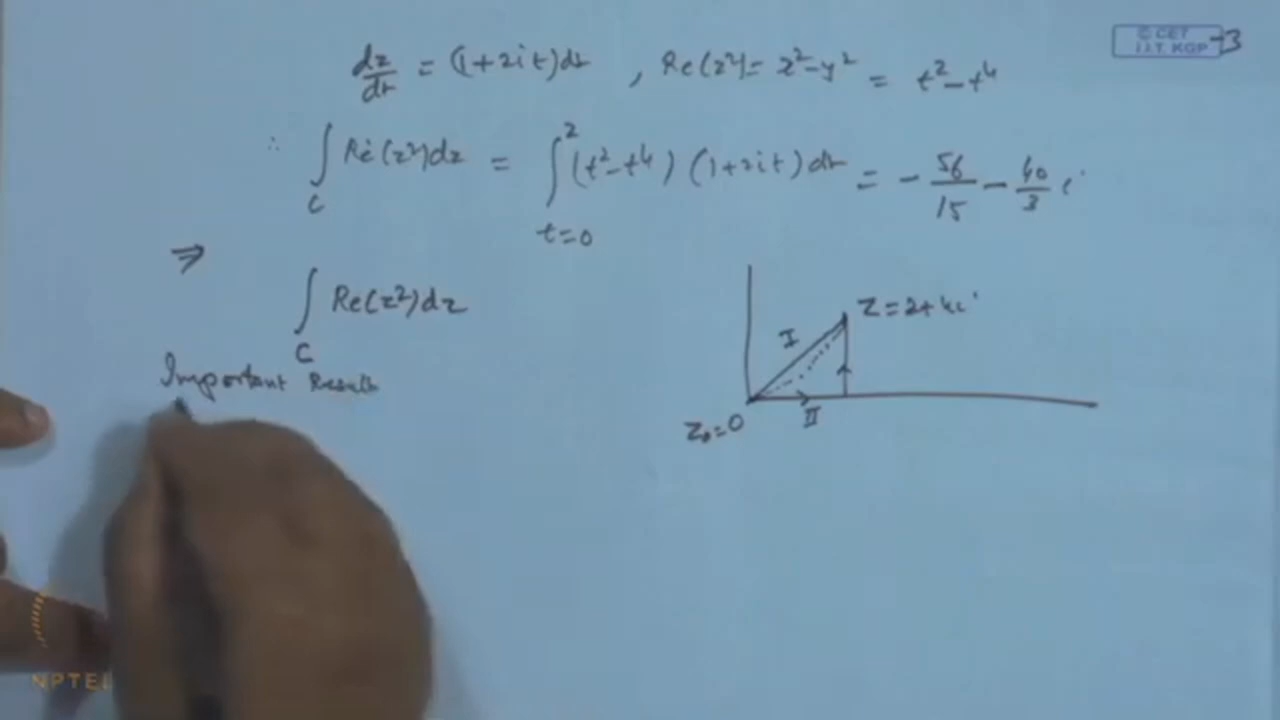 © CET
I.I.T. KGP
-3
dz/dt = (1+2it)dt , Re(z²) = x²-y² = t²-t⁴
∴ ∫_C Re(z²)dz = ∫_{t=0}^{2} (t²-t⁴) (1+2it) dt = - 56/15 - 40/3 i
⇒
∫_C Re(z²)dz
Z=2+4i
I
Important Result
Z₀=0
II
NPTEL